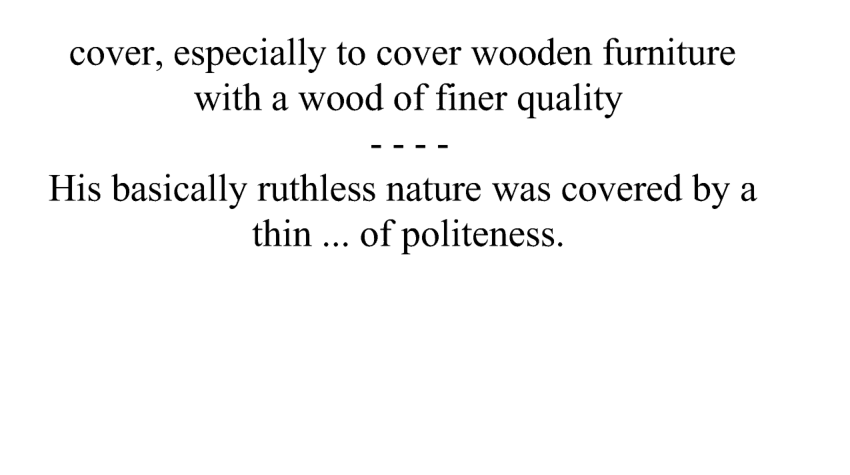 cover, especially to cover wooden furniture
with a wood of finer quality
- - - -
His basically ruthless nature was covered by a
thin ... of politeness.